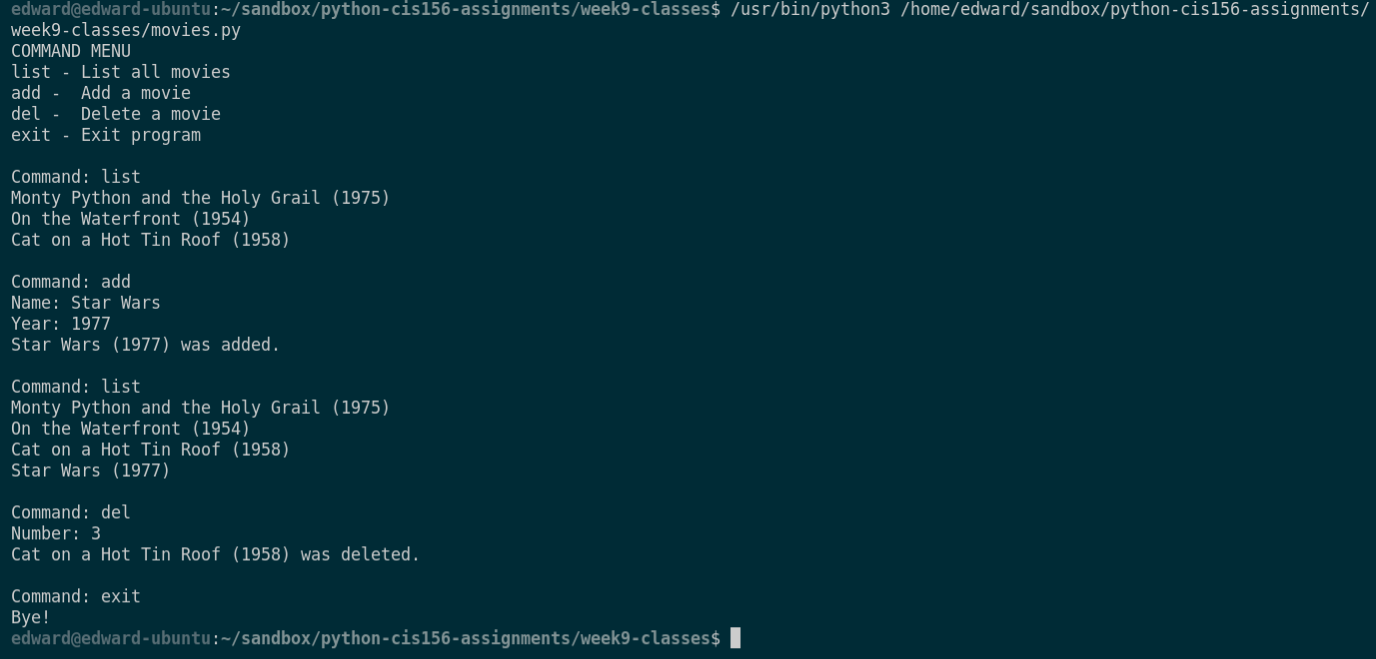 edward@edward-ubuntu:~/sandbox/python-cis156-assignments/week9-classes$ /usr/bin/python3 /home/edward/sandbox/python-cis156-assignments/
week9-classes/movies.py
COMMAND MENU
list - List all movies
add -  Add a movie
del -  Delete a movie
exit - Exit program

Command: list
Monty Python and the Holy Grail (1975)
On the Waterfront (1954)
Cat on a Hot Tin Roof (1958)

Command: add
Name: Star Wars
Year: 1977
Star Wars (1977) was added.

Command: list
Monty Python and the Holy Grail (1975)
On the Waterfront (1954)
Cat on a Hot Tin Roof (1958)
Star Wars (1977)

Command: del
Number: 3
Cat on a Hot Tin Roof (1958) was deleted.

Command: exit
Bye!
edward@edward-ubuntu:~/sandbox/python-cis156-assignments/week9-classes$